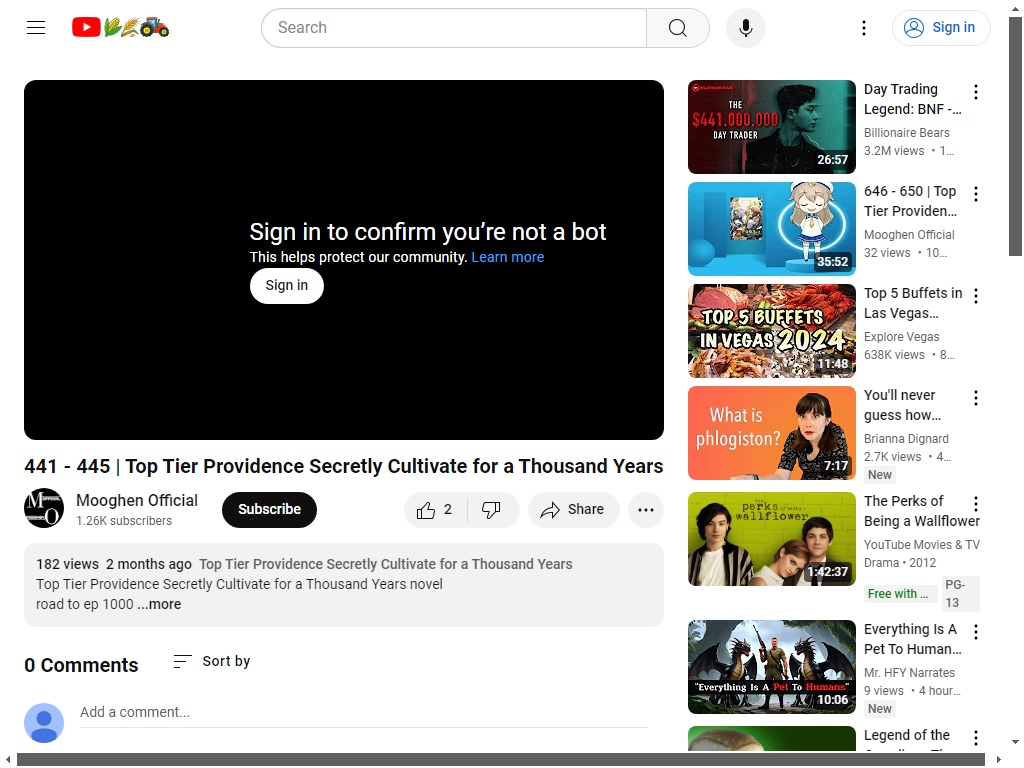 Search
Sign in
Sign in to confirm you're not a bot
This helps protect our community. Learn more
Sign in
441 - 445 | Top Tier Providence Secretly Cultivate for a Thousand Years
Mooghen Official
1.26K subscribers
Subscribe
2
Share
182 views 2 months ago Top Tier Providence Secretly Cultivate for a Thousand Years
Top Tier Providence Secretly Cultivate for a Thousand Years novel
road to ep 1000 ...more
0 Comments
Sort by
Add a comment...
THE
$441.000.000
DAY TRADER
26:57
Day Trading
Legend: BNF -...
Billionaire Bears
3.2M views • 1...
35:52
646 - 650 | Top
Tier Providen...
Mooghen Official
32 views • 10...
TOP 5 BUFFETS
IN VEGAS 2024
11:48
Top 5 Buffets in
Las Vegas...
Explore Vegas
638K views • 8...
What is
phlogiston?
7:17
You'll never
guess how...
Brianna Dignard
2.7K views • 4...
New
the
perks of being a
wallflower
1:42:37
The Perks of
Being a Wallflower
YouTube Movies & TV
Drama • 2012
Free with ...
PG-
13
"Everything Is A Pet To Humans"
10:06
Everything Is A
Pet To Human...
Mr. HFY Narrates
9 views • 4 hour...
New
Legend of the